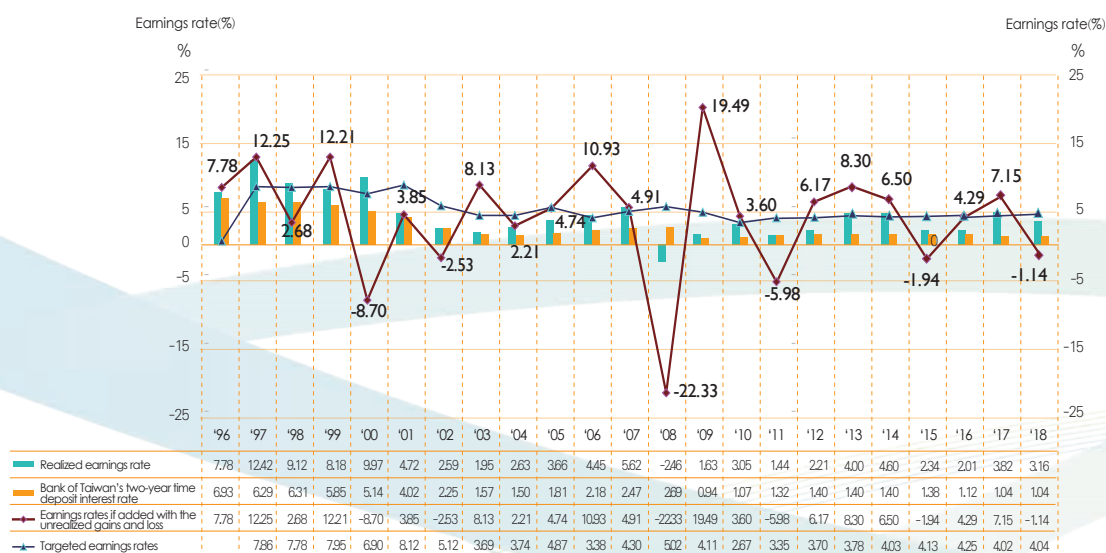 Earnings rate(%) Earnings rate(%)
% %
25 25
19.49
15 15
7.78 12.25 12.21 10.93
2.68 3.85 8.13 4.91 3.60 6.17 8.30 6.50 4.29 7.15
5 5
4.74
0 0 0
-2.53 2.21 -1.94 -1.14
-5 -5
-8.70 -5.98
-15 -15
-22.33
-25 -25
‘96 ‘97 ‘98 ‘99 ‘00 ‘01 ‘02 ‘03 ‘04 ‘05 ‘06 ‘07 ‘08 ‘09 ‘10 ‘11 ‘12 ‘13 ‘14 ‘15 ‘16 ‘17 ‘18
Realized earnings rate 7.78 12.42 9.12 8.18 9.97 4.72 2.59 1.95 2.63 3.66 4.45 5.62 -246 1.63 3.05 1.44 2.21 4.00 4.60 2.34 2.01 3.82 3.16
Bank of Taiwan’s two-year time
deposit interest rate 6.93 6.29 6.31 5.85 5.14 4.02 2.25 1.57 1.50 1.81 2.18 2.47 269 0.94 1.07 1.32 1.40 1.40 1.40 1.38 1.12 1.04 1.04
Earnings rates if added with the
unrealized gains and loss 7.78 12.25 2.68 12.21 -8.70 3.85 -2.53 8.13 2.21 4.74 10.93 4.91 -2233 19.49 3.60 -5.98 6.17 8.30 6.50 -1.94 4.29 7.15 -1.14
Targeted earnings rates 7.86 7.78 7.95 6.90 8.12 5.12 3.69 3.74 4.87 3.38 4.30 502 4.11 2.67 3.35 3.70 3.78 4.03 4.13 4.25 4.02 4.04